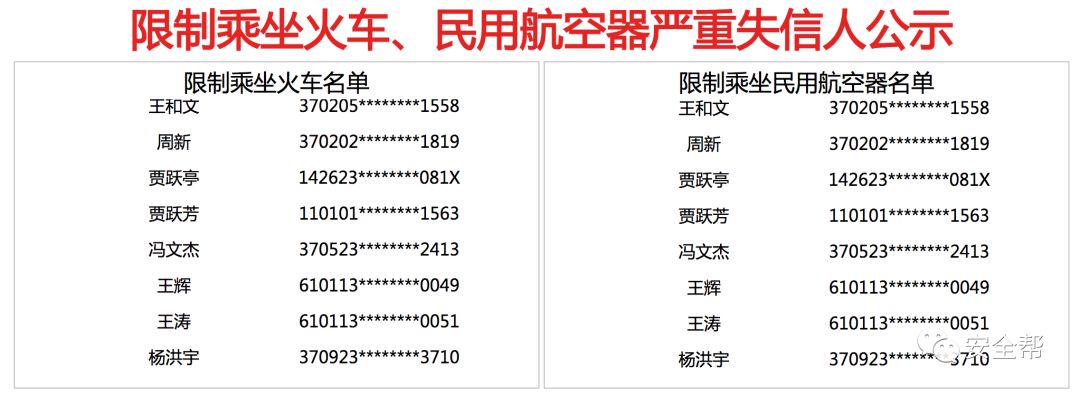 限制乘坐火车、民用航空器严重失信人公示
限制乘坐火车名单
王和文 370205********1558
周新 370202********1819
贾跃亭 142623********081X
贾跃芳 110101********1563
冯文杰 370523********2413
王辉 610113********0049
王涛 610113********0051
杨洪宇 370923********3710
限制乘坐民用航空器名单
王和文 370205********1558
周新 370202********1819
贾跃亭 142623********081X
贾跃芳 110101********1563
冯文杰 370523********2413
王辉 610113********0049
王涛 610113********0051
杨洪宇 370923********3710
安全帮